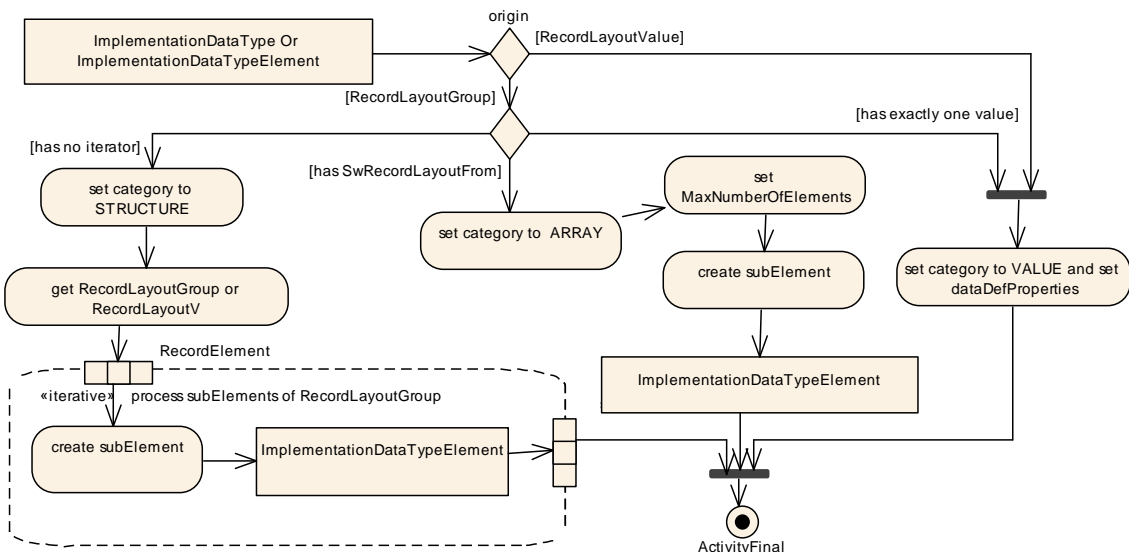 origin
ImplementationDataType Or
ImplementationDataTypeElement
[RecordLayoutValue]
[RecordLayoutGroup]
[has exactly one value]
[has no iterator]
[has SwRecordLayoutFrom]
set category to
STRUCTURE
set category to ARRAY
set
MaxNumberOfElements
create subElement
set category to VALUE and set
dataDefProperties
get RecordLayoutGroup or
RecordLayoutV
RecordElement
ImplementationDataTypeElement
«iterative» process subElements of RecordLayoutGroup
create subElement
ImplementationDataTypeElement
ActivityFinal